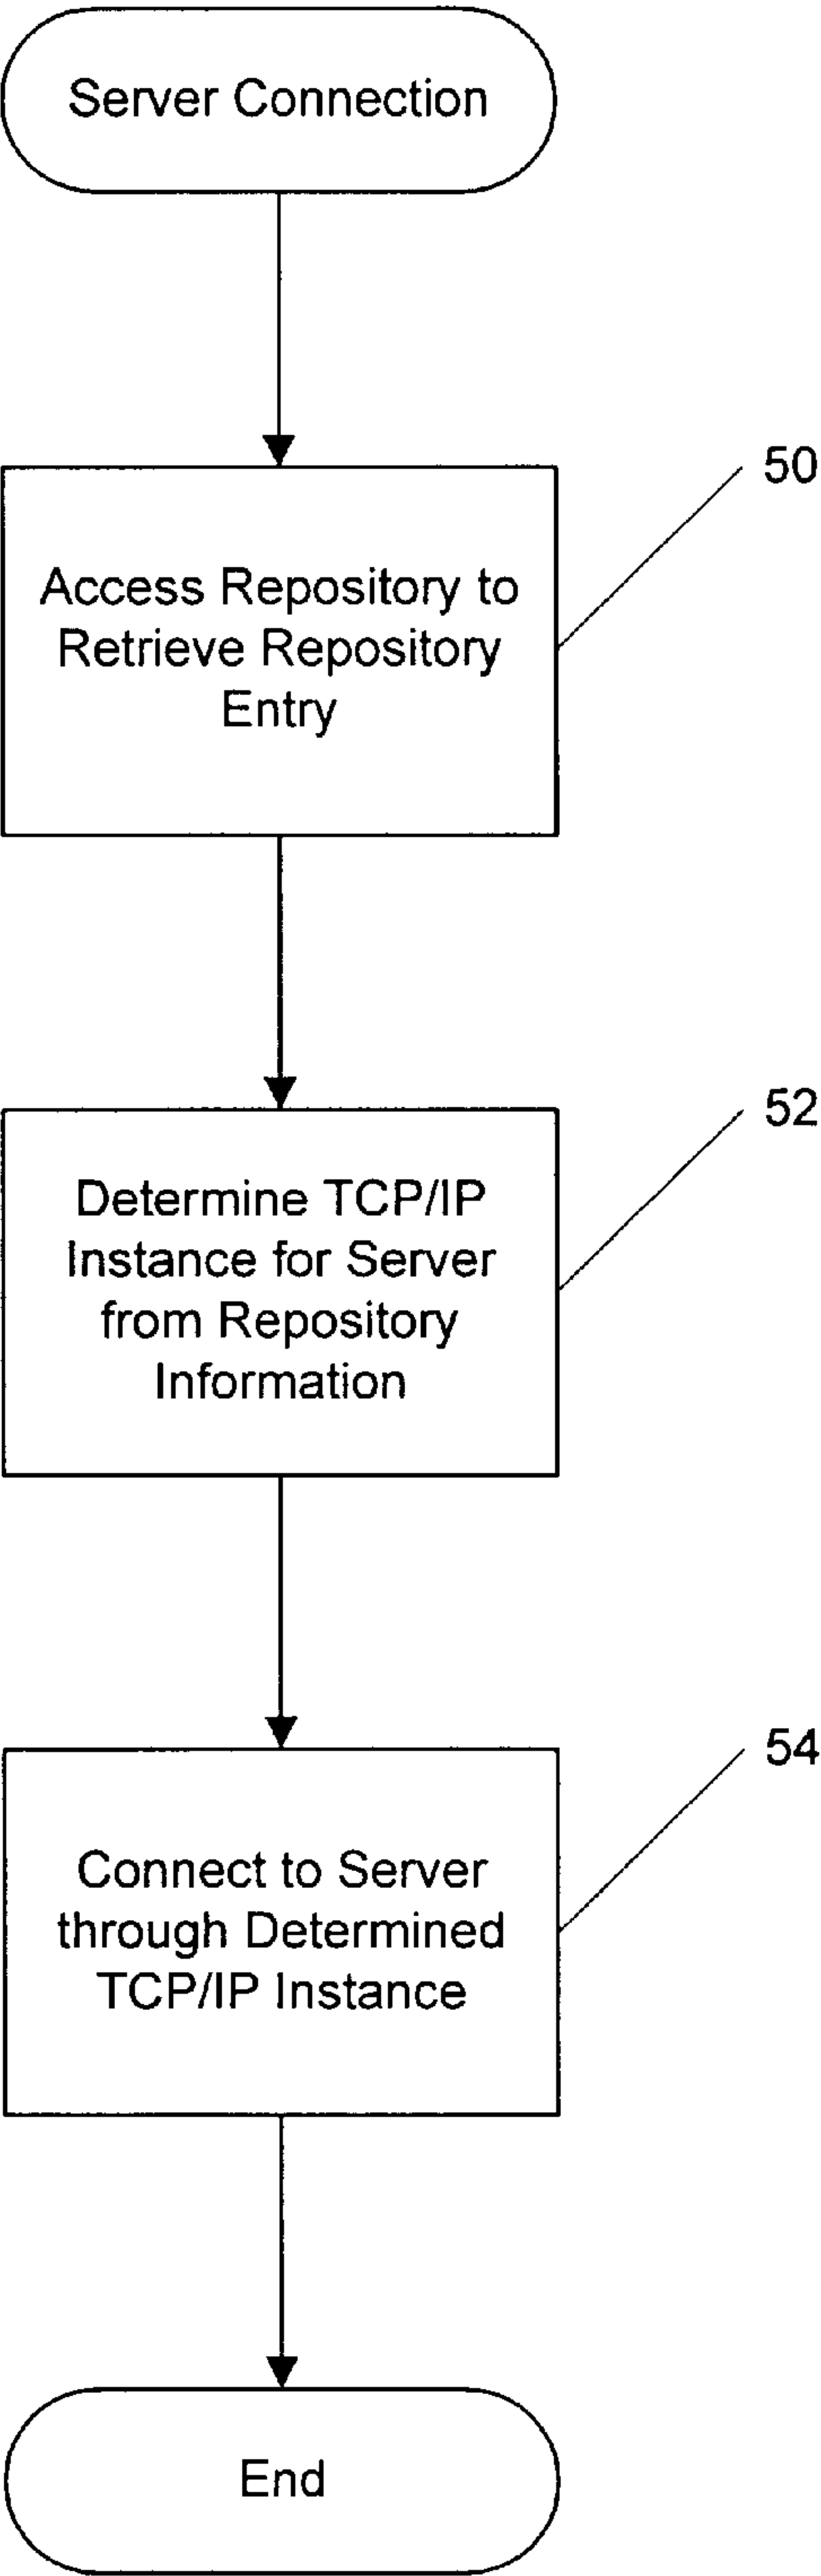 Server Connection
50
Access Repository to
Retrieve Repository
Entry
52
Determine TCP/IP
Instance for Server
from Repository
Information
54
Connect to Server
through Determined
TCP/IP Instance
End